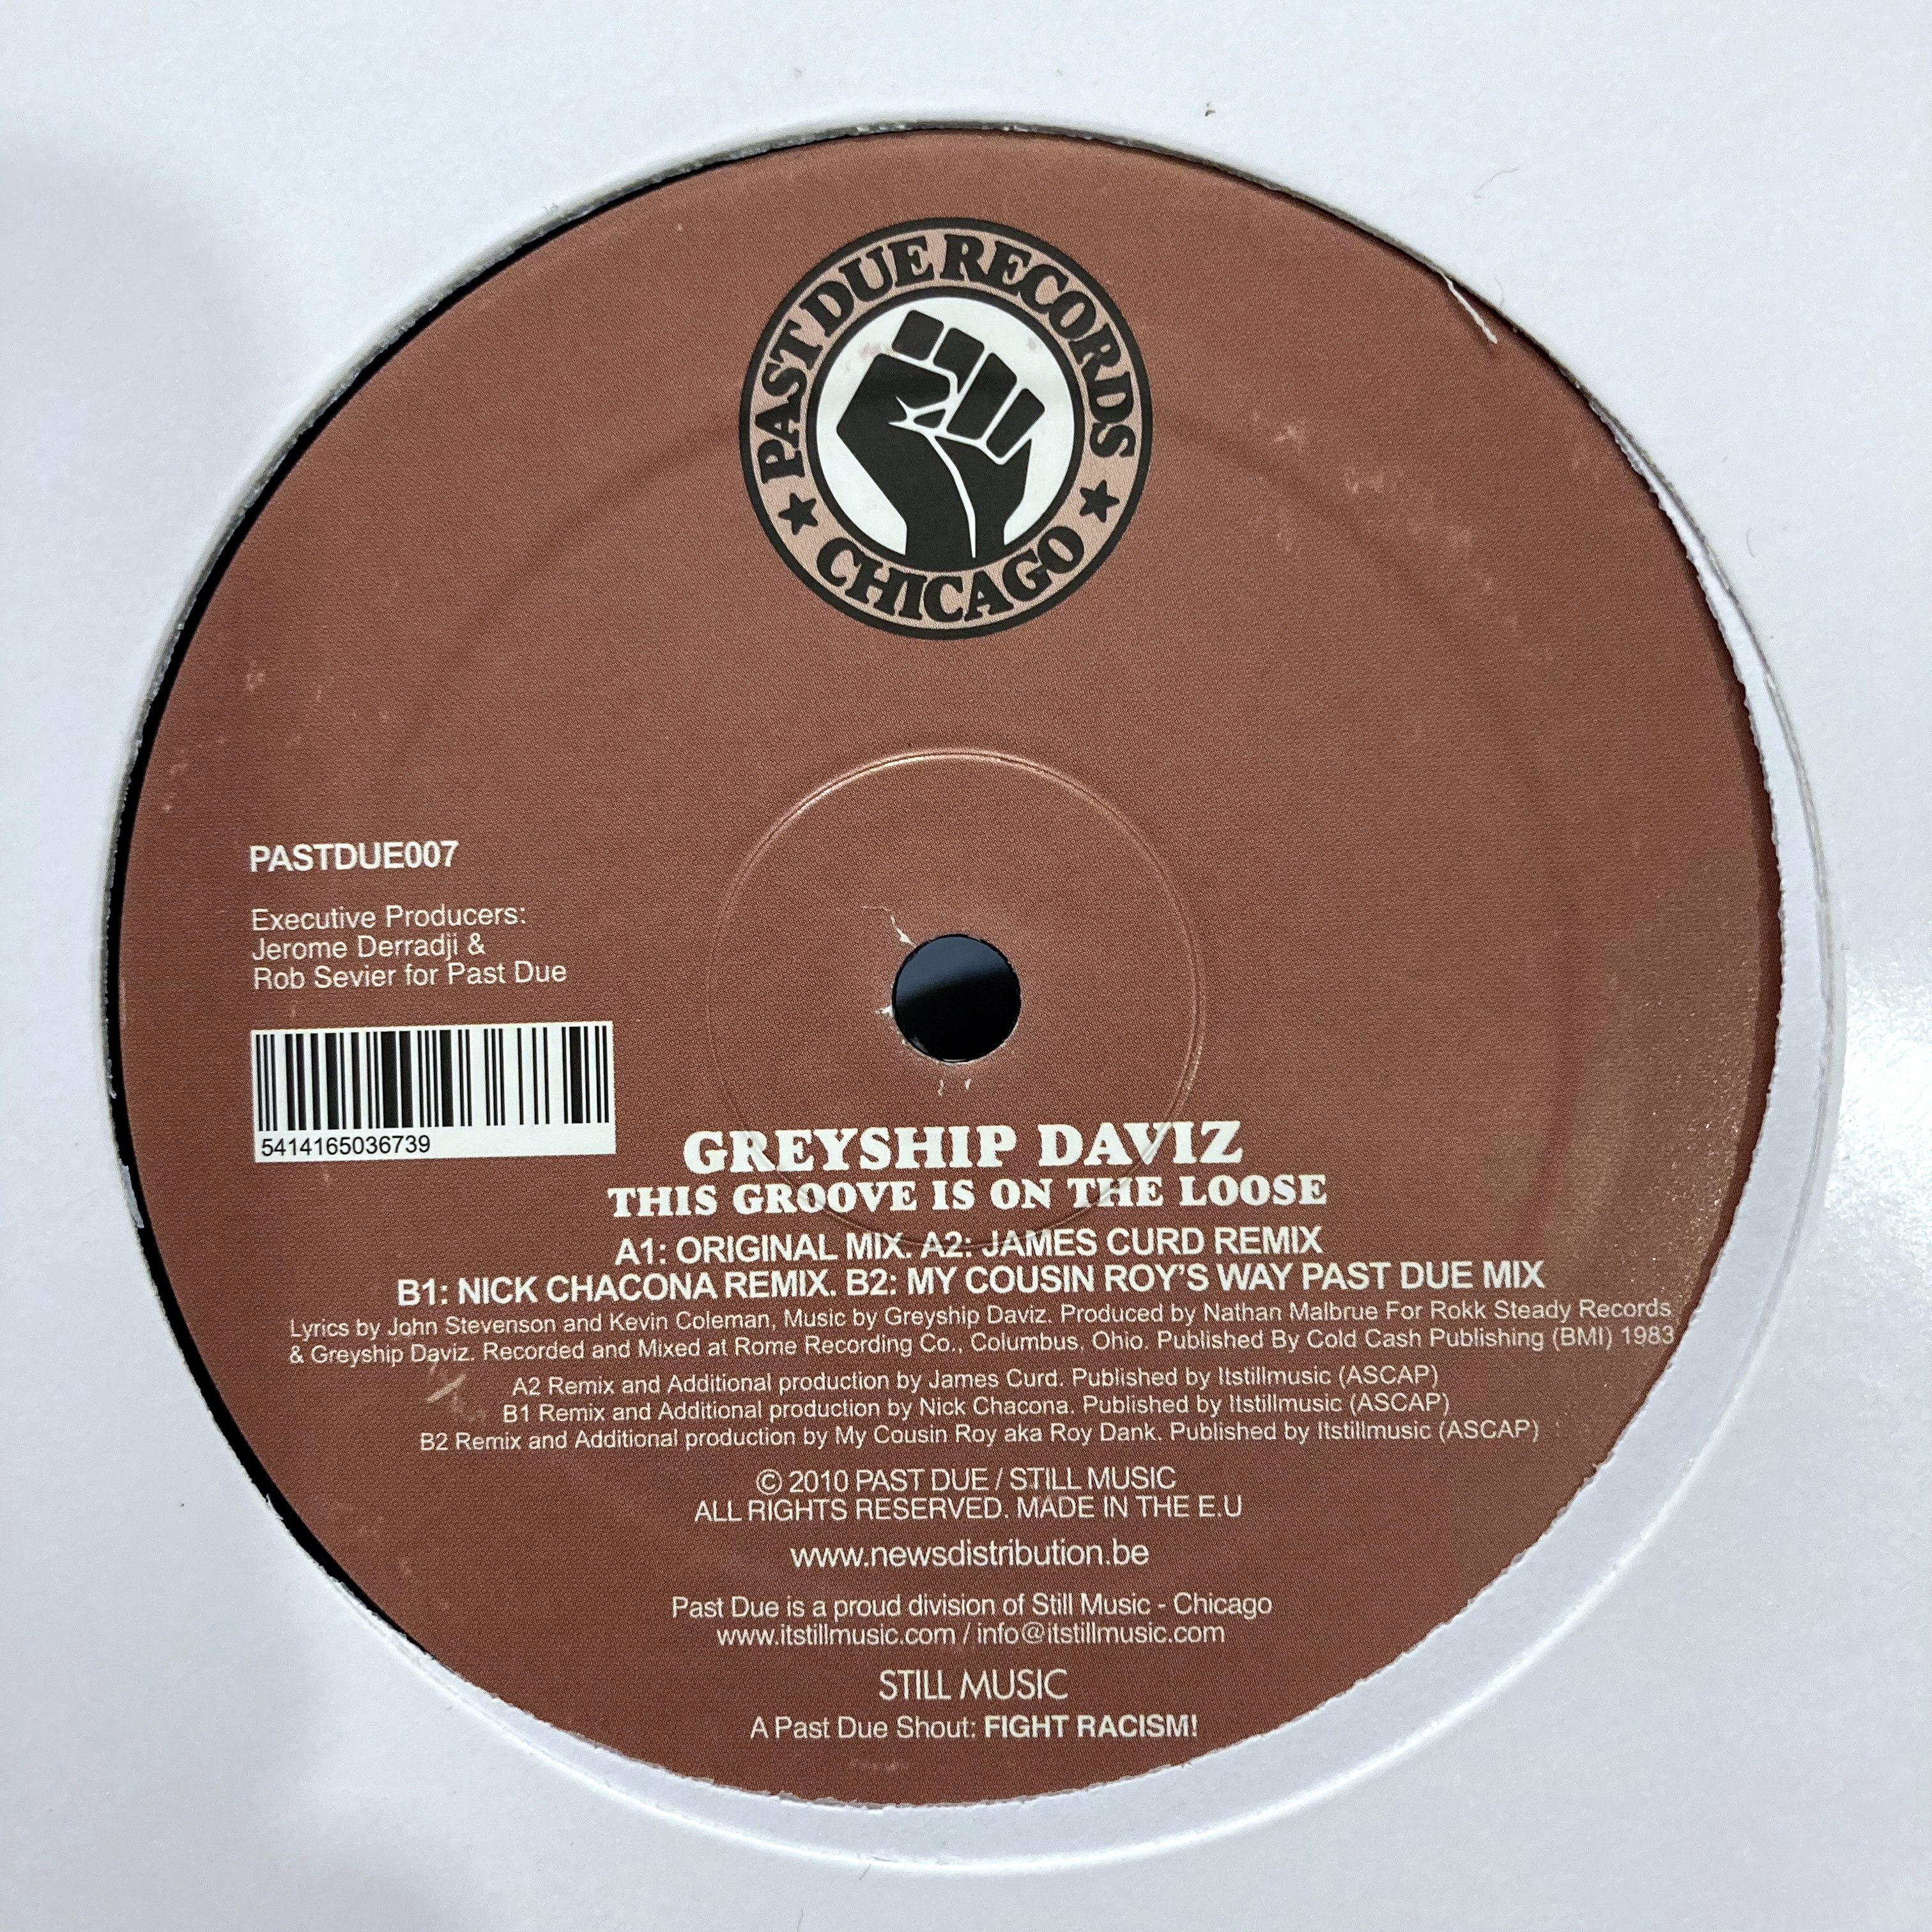 PAST DUE RECORDS
★ CHICAGO ★
PASTDUE007
Executive Producers:
Jerome Derradji &
Rob Sevier for Past Due
5414165036739
GREYSHIP DAVIZ
THIS GROOVE IS ON THE LOOSE
A1: ORIGINAL MIX. A2: JAMES CURD REMIX
B1: NICK CHACONA REMIX. B2: MY COUSIN ROY'S WAY PAST DUE MIX
Lyrics by John Stevenson and Kevin Coleman, Music by Greyship Daviz. Produced by Nathan Malbrue For Rokk Steady Records
& Greyship Daviz. Recorded and Mixed at Rome Recording Co., Columbus, Ohio. Published By Cold Cash Publishing (BMI) 1983
A2 Remix and Additional production by James Curd. Published by Itstillmusic (ASCAP)
B1 Remix and Additional production by Nick Chacona. Published by Itstillmusic (ASCAP)
B2 Remix and Additional production by My Cousin Roy aka Roy Dank. Published by Itstillmusic (ASCAP)
© 2010 PAST DUE / STILL MUSIC
ALL RIGHTS RESERVED. MADE IN THE E.U
www.newsdistribution.be
Past Due is a proud division of Still Music - Chicago
www.itstillmusic.com / info@itstillmusic.com
STILL MUSIC
A Past Due Shout: FIGHT RACISM!